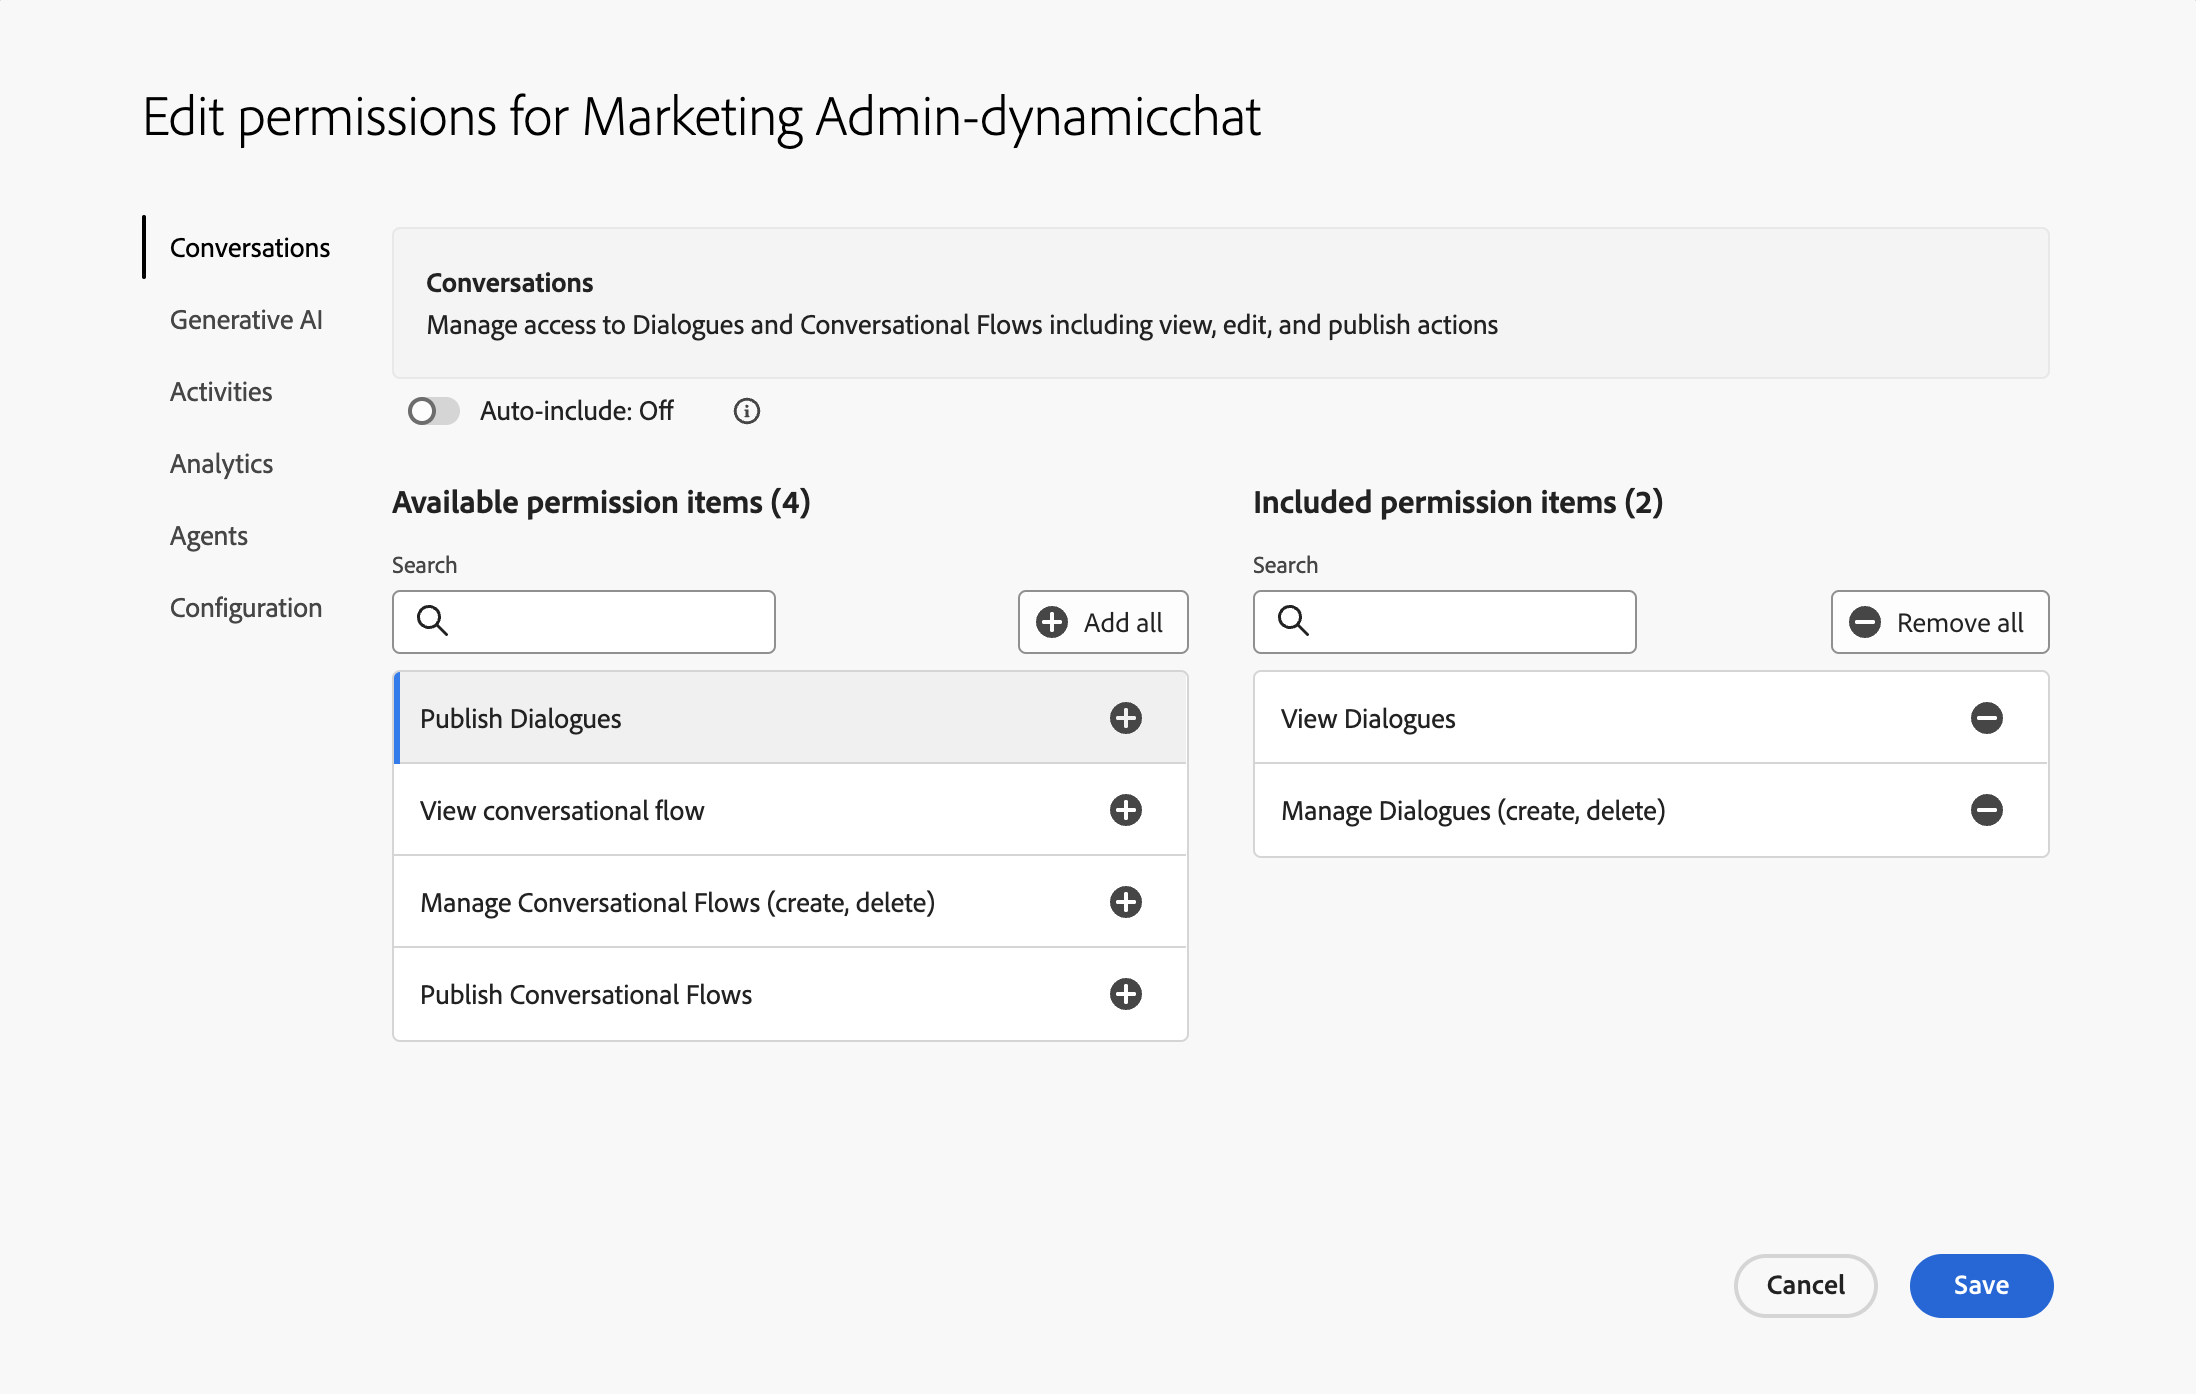 Edit permissions for Marketing Admin-dynamicchat
Conversations
Generative AI
Activities
Analytics
Agents
Configuration
Conversations
Manage access to Dialogues and Conversational Flows including view, edit, and publish actions
Auto-include: Off
Available permission items (4)
Search
Add all
Publish Dialogues
View conversational flow
Manage Conversational Flows (create, delete)
Publish Conversational Flows
Included permission items (2)
Search
Remove all
View Dialogues
Manage Dialogues (create, delete)
Cancel
Save